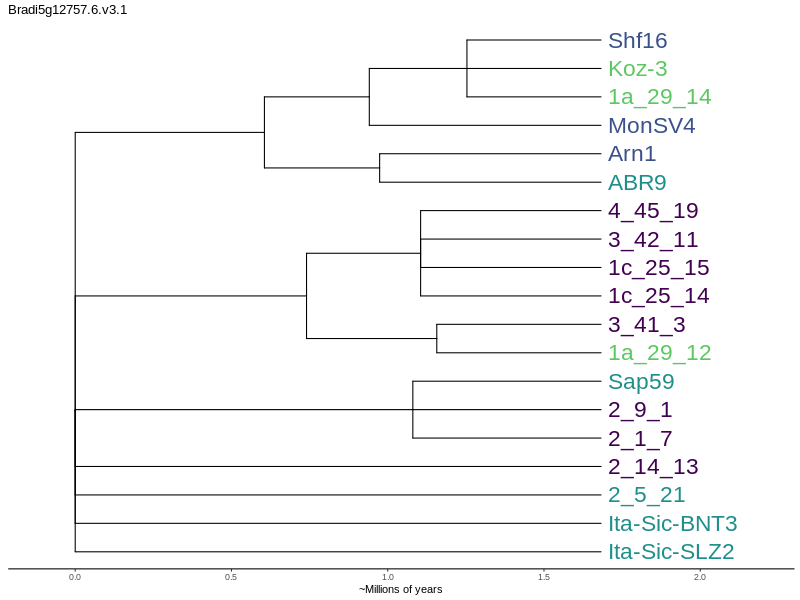 Bradi5g12757.6.v3.1
Shf16
Koz-3
1a_29_14
MonSV4
Arn1
ABR9
4_45_19
3_42_11
1c_25_15
1c_25_14
3_41_3
1a_29_12
Sap59
2_9_1
2_1_7
2_14_13
2_5_21
Ita-Sic-BNT3
Ita-Sic-SLZ2
0.0 0.5 1.0 1.5 2.0
~Millions of years